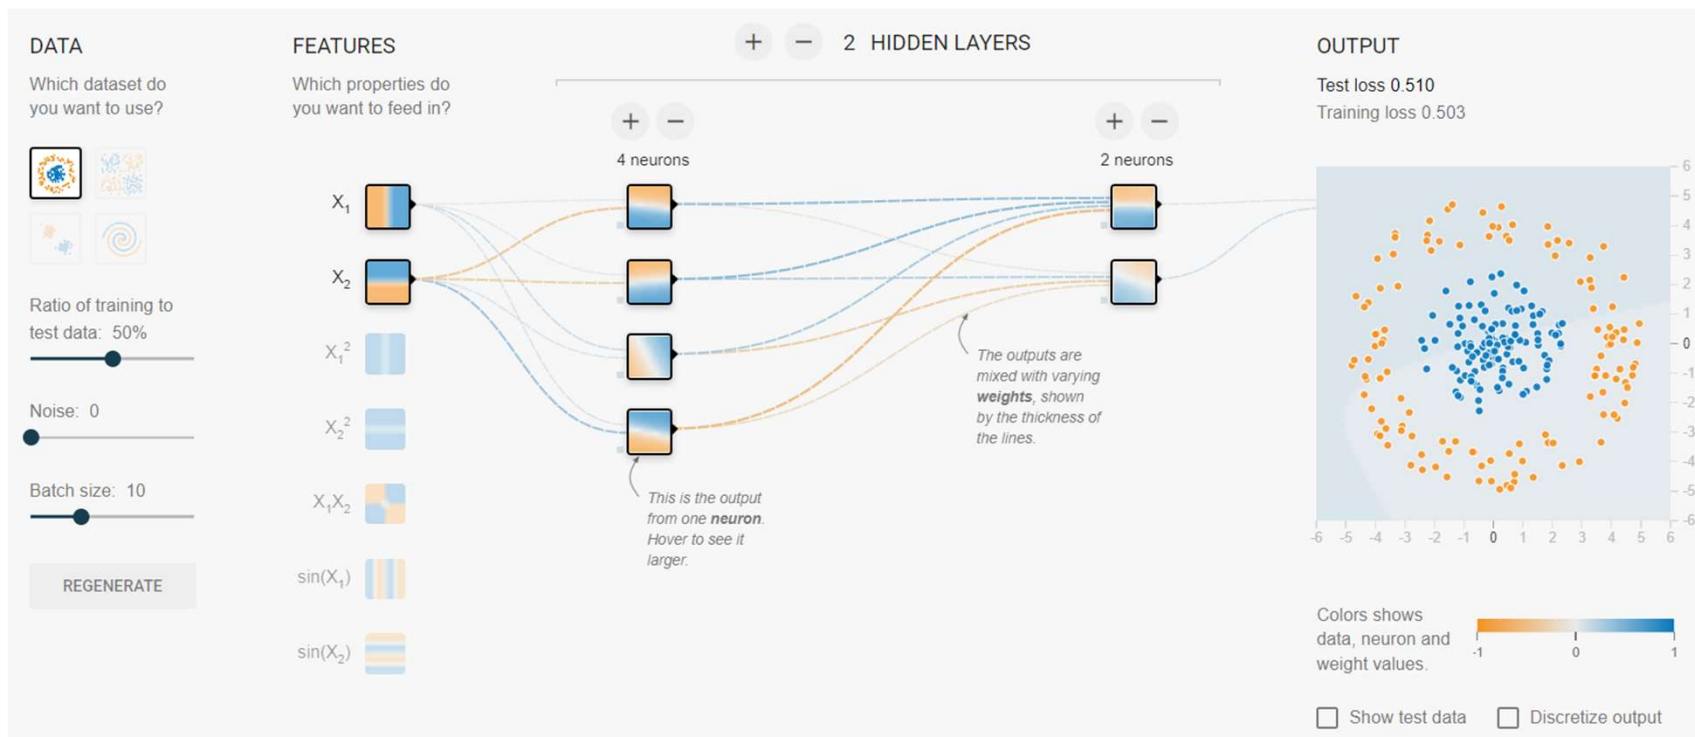 DATA
Which dataset do
you want to use?
Ratio of training to
test data: 50%
Noise: 0
Batch size: 10
REGENERATE
FEATURES
Which properties do
you want to feed in?
X1
X2
X1²
X2²
X1X2
sin(X1)
sin(X2)
+ − 2 HIDDEN LAYERS
+ −
4 neurons
+ −
2 neurons
This is the output
from one neuron.
Hover to see it
larger.
The outputs are
mixed with varying
weights, shown
by the thickness of
the lines.
OUTPUT
Test loss 0.510
Training loss 0.503
6
5
4
3
2
1
0
-1
-2
-3
-4
-5
-6
-6 -5 -4 -3 -2 -1 0 1 2 3 4 5 6
Colors shows
data, neuron and
weight values.
-1 0 1
Show test data
Discretize output